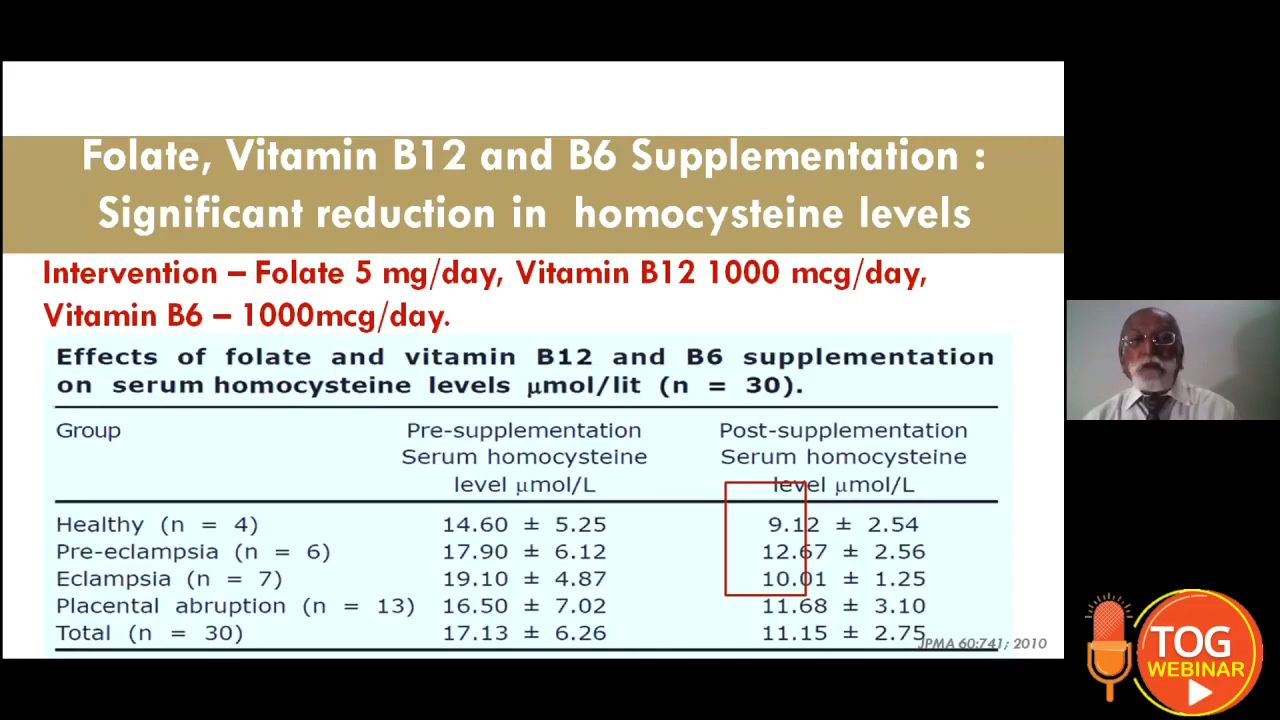 Folate, Vitamin B12 and B6 Supplementation :
Significant reduction in homocysteine levels
Intervention – Folate 5 mg/day, Vitamin B12 1000 mcg/day,
Vitamin B6 – 1000mcg/day.
Effects of folate and vitamin B12 and B6 supplementation
on serum homocysteine levels µmol/lit (n = 30).
Group Pre-supplementation Post-supplementation
Serum homocysteine Serum homocysteine
level µmol/L level µmol/L
Healthy (n = 4) 14.60 ± 5.25 9.12 ± 2.54
Pre-eclampsia (n = 6) 17.90 ± 6.12 12.67 ± 2.56
Eclampsia (n = 7) 19.10 ± 4.87 10.01 ± 1.25
Placental abruption (n = 13) 16.50 ± 7.02 11.68 ± 3.10
Total (n = 30) 17.13 ± 6.26 11.15 ± 2.75
JPMA 60:741; 2010
TOG
WEBINAR